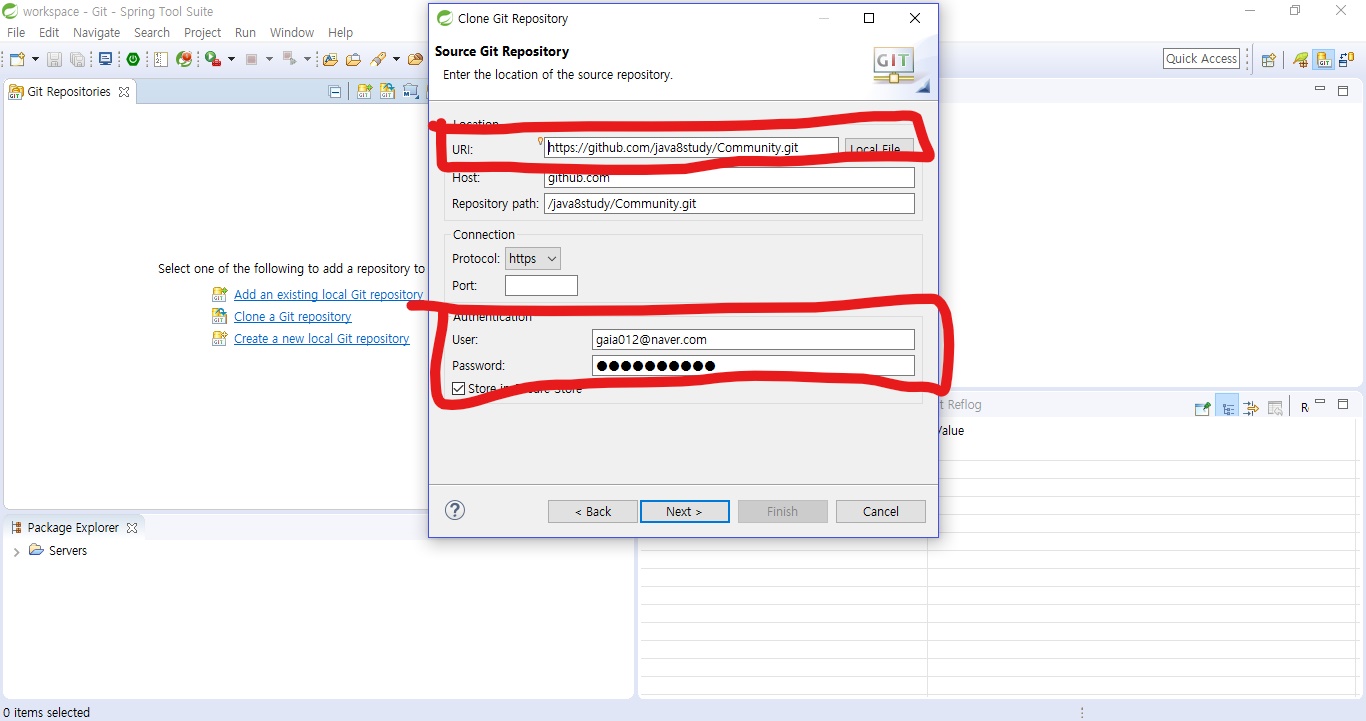 workspace - Git - Spring Tool Suite
File Edit Navigate Search Project Run Window Help
Quick Access
Git Repositories
Select one of the following to add a repository to
Add an existing local Git repository
Clone a Git repository
Create a new local Git repository
Clone Git Repository
Source Git Repository
Enter the location of the source repository.
GIT
Location
URI: https://github.com/java8study/Community.git Local File
Host: github.com
Repository path: /java8study/Community.git
Connection
Protocol: https
Port:
Authentication
User: gaia012@naver.com
Password: ●●●●●●●●●●
Store in Secure Store
< Back Next > Finish Cancel
t Reflog
Value
Package Explorer
Servers
0 items selected